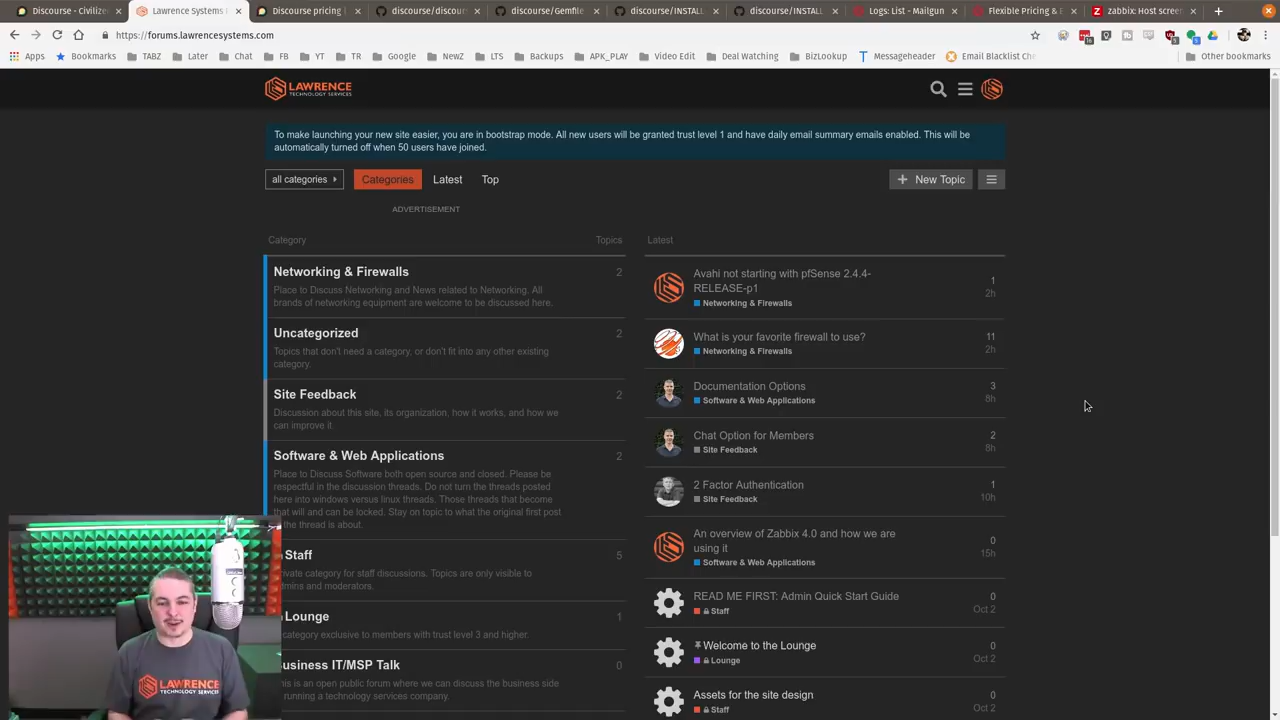 Discourse - Civilize
Lawrence Systems F
Discourse pricing |
discourse/discour
discourse/Gemfile
discourse/INSTALL
discourse/INSTALL
Logs: List - Mailgun
Flexible Pricing & E
zabbix: Host screen
https://forums.lawrencesystems.com
Apps
Bookmarks
TABZ
Later
Chat
FB
YT
TR
Google
NewZ
LTS
Backups
APK_PLAY
Video Edit
Deal Watching
BizLookup
Messageheader
Email Blacklist Che
Other bookmarks
LAWRENCE
TECHNOLOGY SERVICES
To make launching your new site easier, you are in bootstrap mode. All new users will be granted trust level 1 and have daily email summary emails enabled. This will be
automatically turned off when 50 users have joined.
all categories
Categories
Latest
Top
New Topic
ADVERTISEMENT
Category
Topics
Networking & Firewalls
2
Place to Discuss Networking and News related to Networking, All
brands of networking equipment are welcome to be discussed here.
Uncategorized
2
Topics that don't need a category, or don't fit into any other existing
category.
Site Feedback
2
Discussion about this site, its organization, how it works, and how we
can improve it
Software & Web Applications
2
Place to Discuss Software both open source and closed. Please be
respectful in the discussion threads. Do not turn the threads posted
here into windows versus linux threads. Those threads that become
that will and can be locked. Stay on topic to what the original first post
the thread is about.
Staff
5
Private category for staff discussions. Topics are only visible to
admins and moderators.
Lounge
1
category exclusive to members with trust level 3 and higher.
Business IT/MSP Talk
0
This is an open public forum where we can discuss the business side
running a technology services company.
Latest
Avahi not starting with pfSense 2.4.4-
RELEASE-p1
1
Networking & Firewalls
2h
What is your favorite firewall to use?
11
Networking & Firewalls
2h
Documentation Options
3
Software & Web Applications
8h
Chat Option for Members
2
Site Feedback
8h
2 Factor Authentication
1
Site Feedback
10h
An overview of Zabbix 4.0 and how we are
using it
0
Software & Web Applications
15h
READ ME FIRST: Admin Quick Start Guide
0
Staff
Oct 2
Welcome to the Lounge
0
Lounge
Oct 2
Assets for the site design
0
Staff
Oct 2
LAWRENCE
TECHNOLOGY SERVICES